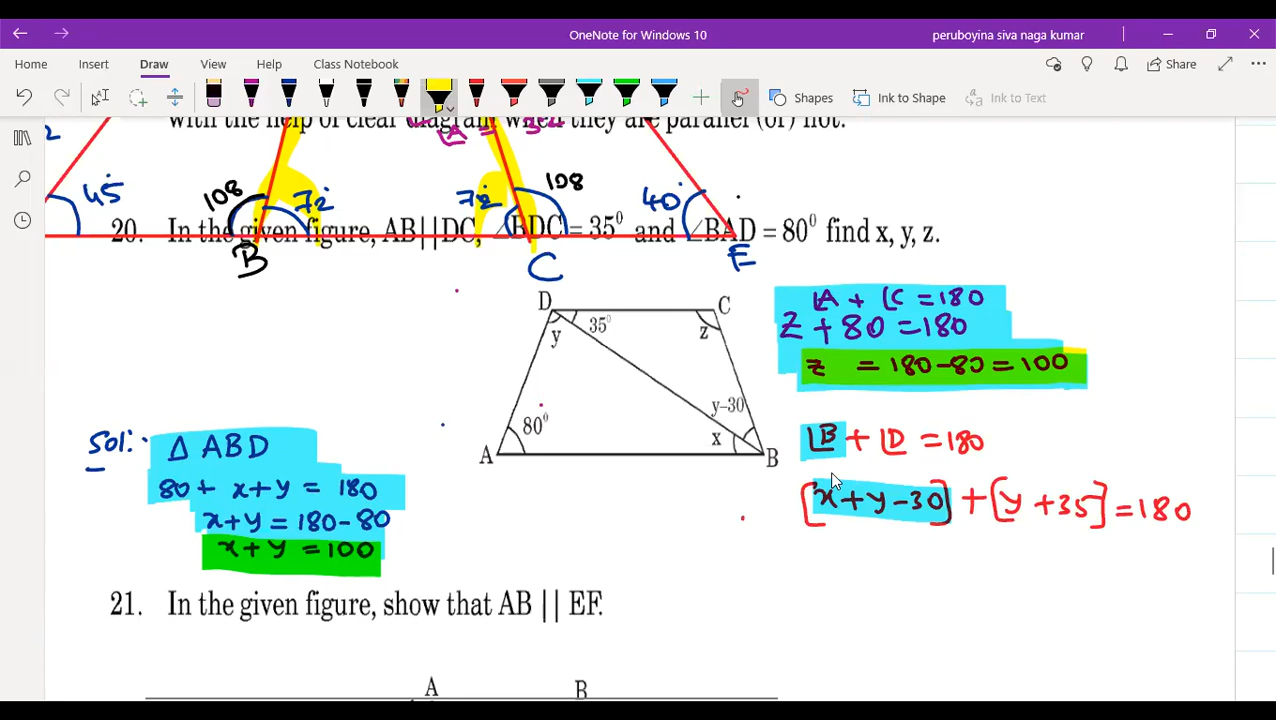 OneNote for Windows 10
peruboyina siva naga kumar
Home Insert Draw View Help Class Notebook
Share
Shapes Ink to Shape Ink to Text
with the help of clear diagram when they are parallel (or) not.
45°
108
72°
72°
108
40°
20. In the given figure, AB||DC, ∠BDC = 35⁰ and ∠BAD = 80⁰ find x, y, z.
B
C
E
D
C
35⁰
y
z
y–30
80⁰
x
A
B
∠A + ∠C = 180
z + 80 = 180
z = 180-80 = 100
∠B + ∠D = 180
[x+y-30] + [y+35] = 180
Sol:-
Δ ABD
80+ x+y = 180
x+y = 180-80
x+y = 100
21. In the given figure, show that AB || EF.
A
B